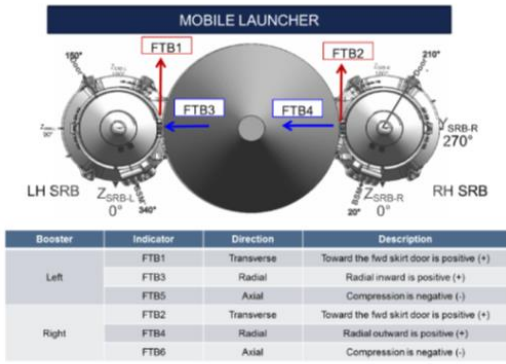 MOBILE LAUNCHER
FTB1 FTB2
150° 210°
FTB3 FTB4
90°
Y SRB-R
270°
LH SRB Z SRB-L Z SRB-R RH SRB
BSM BSM
0° 340° 20° 0°
Booster Indicator Direction Description
Left
FTB1 Transverse Toward the fwd skirt door is positive (+)
FTB3 Radial Radial inward is positive (+)
FTB5 Axial Compression is negative (-)
Right
FTB2 Transverse Toward the fwd skirt door is positive (+)
FTB4 Radial Radial outward is positive (+)
FTB6 Axial Compression is negative (-)